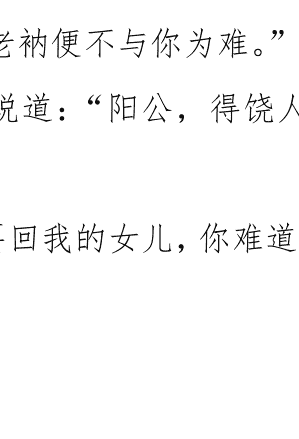 老衲便不与你为难。”
说道：“阳公，得饶人
回我的女儿，你难道